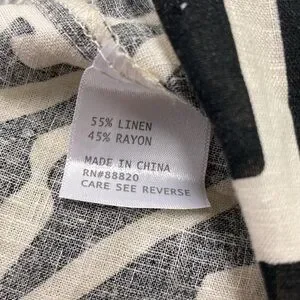 55% LINEN
45% RAYON
MADE IN CHINA
RN#88820
CARE SEE REVERSE